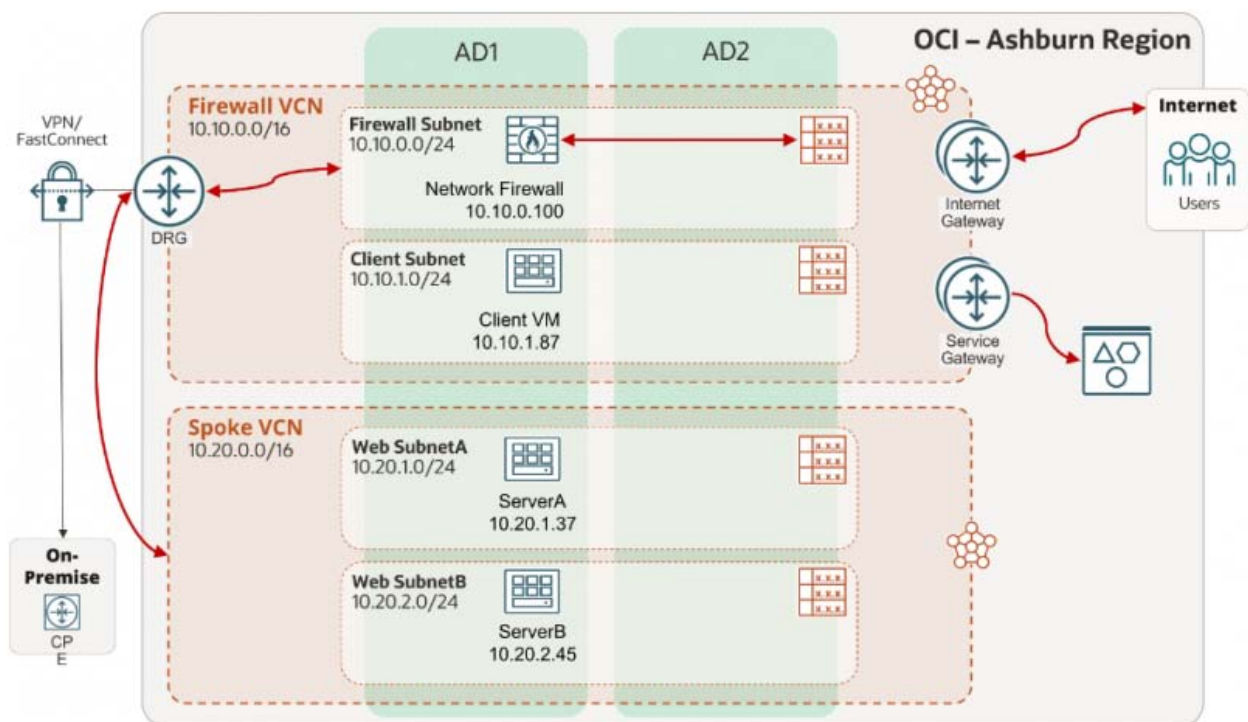 OCI – Ashburn Region
AD1
AD2
VPN/
FastConnect
DRG
On-
Premise
CP
E
Firewall VCN
10.10.0.0/16
Firewall Subnet
10.10.0.0/24
Network Firewall
10.10.0.100
x x x
x x x
x x x
Client Subnet
10.10.1.0/24
Client VM
10.10.1.87
x x x
x x x
x x x
Internet
Gateway
Internet
Users
Service
Gateway
Spoke VCN
10.20.0.0/16
Web SubnetA
10.20.1.0/24
ServerA
10.20.1.37
x x x
x x x
x x x
Web SubnetB
10.20.2.0/24
ServerB
10.20.2.45
x x x
x x x
x x x